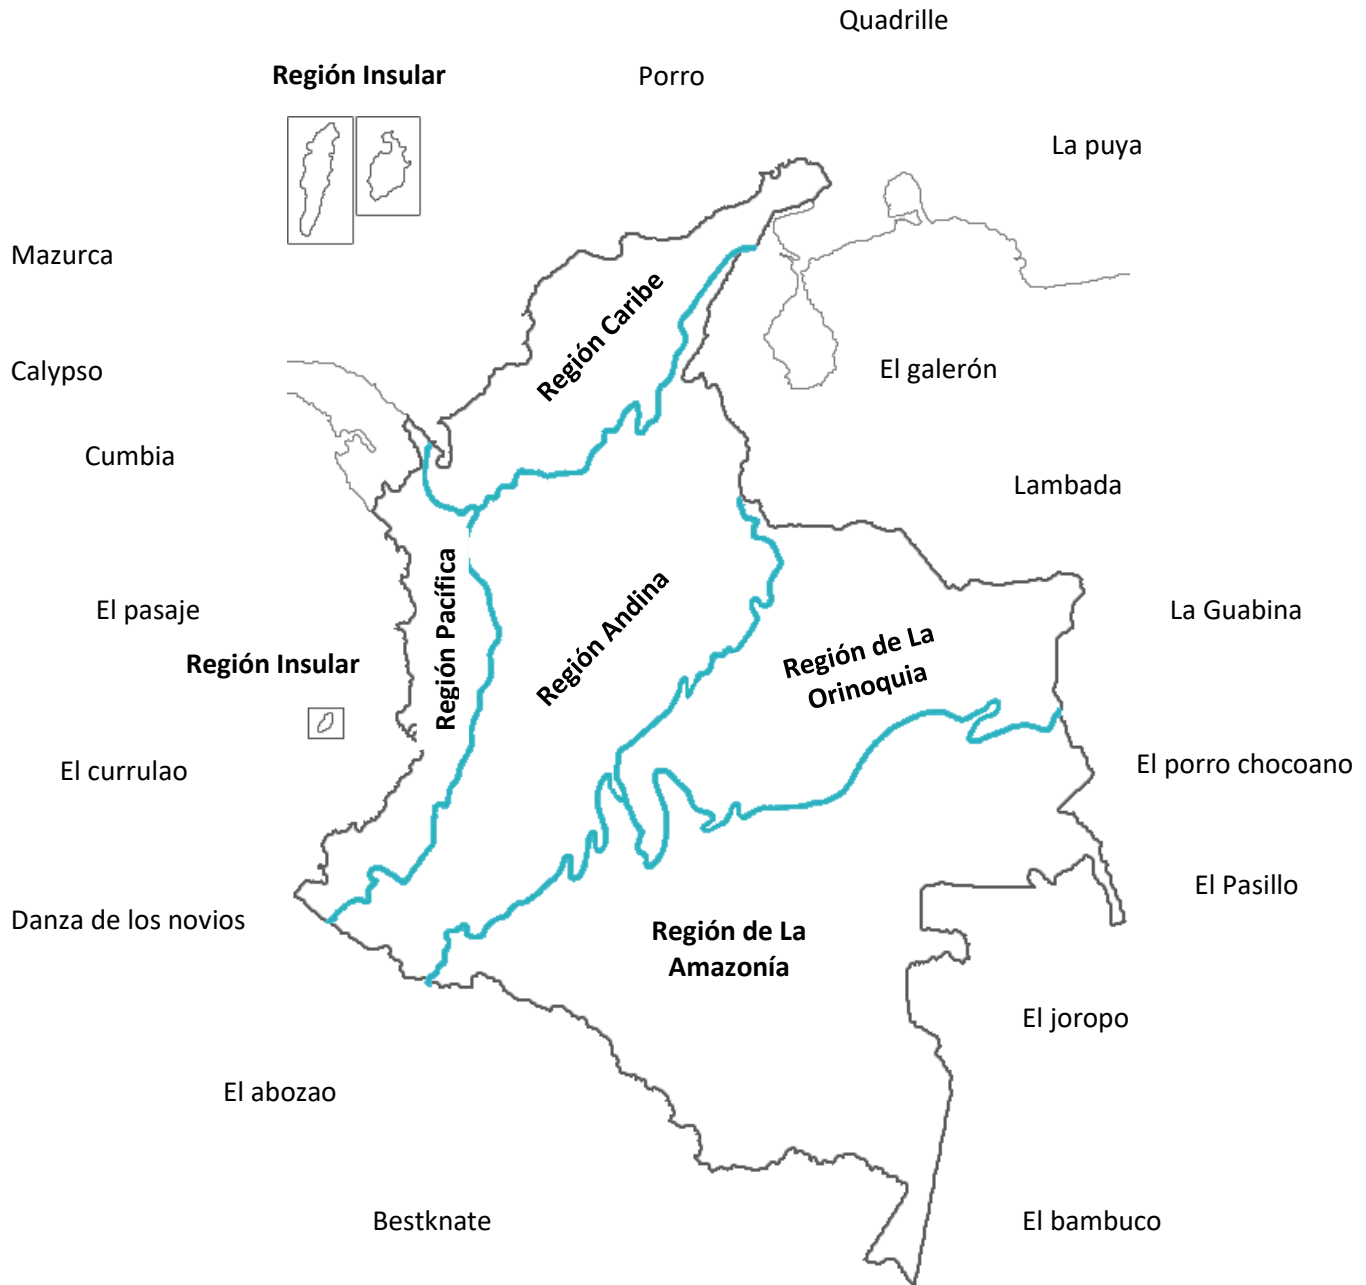 Quadrille
Región Insular
Porro
La puya
Mazurca
Región Caribe
Calypso
El galerón
Cumbia
Lambada
El pasaje
Región Pacífica
Región Andina
La Guabina
Región Insular
Región de La
Orinoquia
El currulao
El porro chocoano
El Pasillo
Danza de los novios
Región de La
Amazonía
El joropo
El abozao
Bestknate
El bambuco